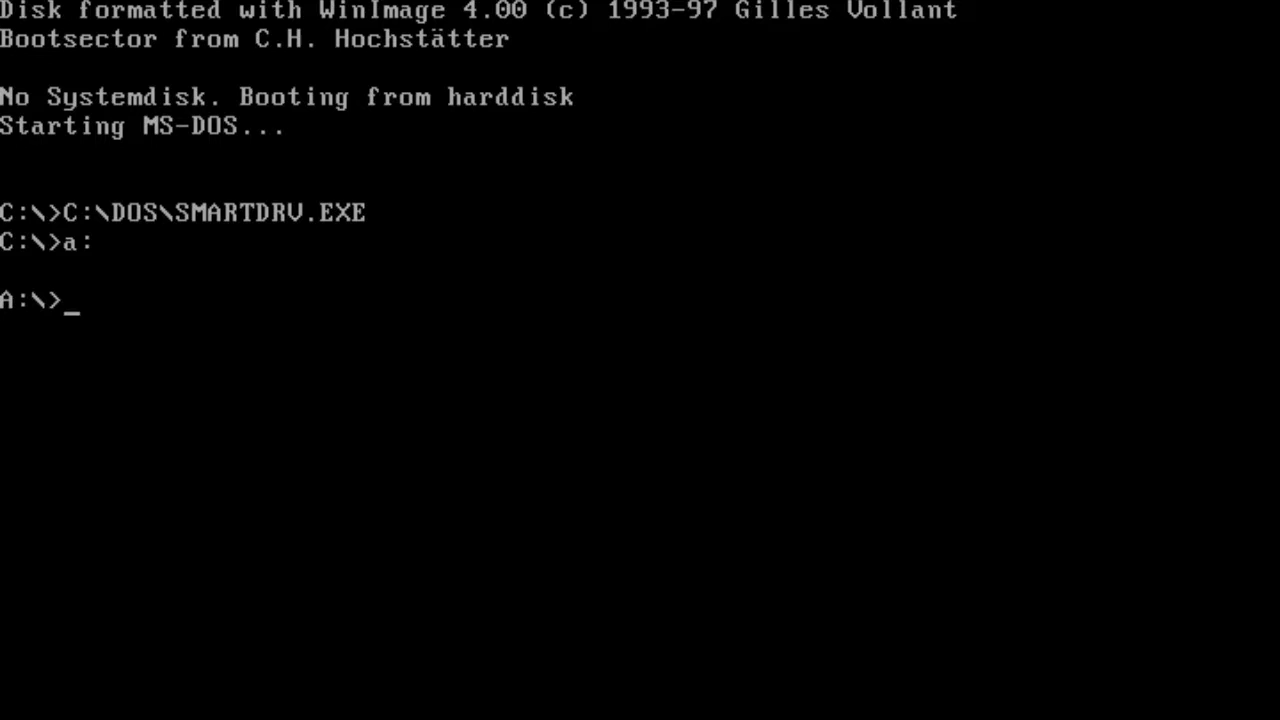 Disk formatted with WinImage 4.00 (c) 1993-97 Gilles Vollant
Bootsector from C.H. Hochstätter
No Systemdisk. Booting from harddisk
Starting MS-DOS...
C:\>C:\DOS\SMARTDRV.EXE
C:\>a:
A:\>_